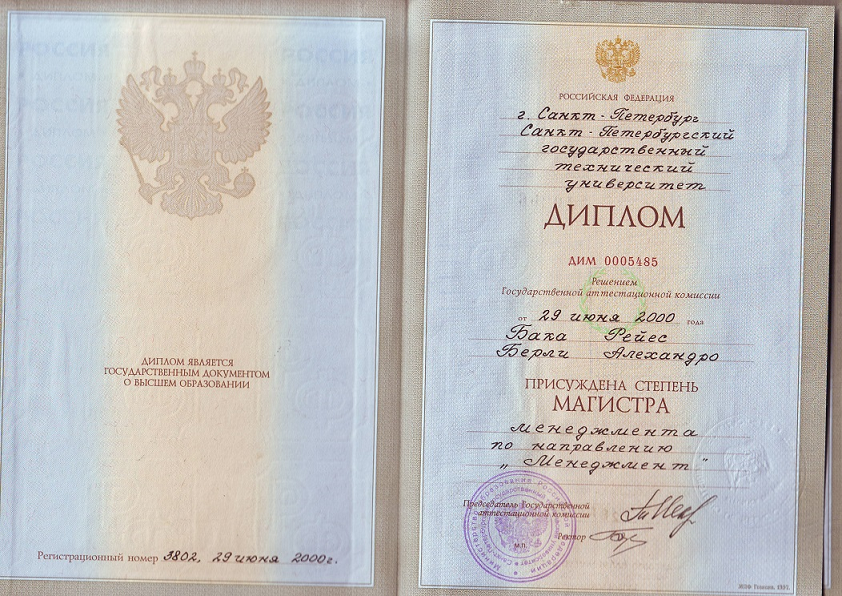 ДИПЛОМ ЯВЛЯЕТСЯ
ГОСУДАРСТВЕННЫМ ДОКУМЕНТОМ
О ВЫСШЕМ ОБРАЗОВАНИИ
Регистрационный номер 3802, 29 июня 2000г.
РОССИЙСКАЯ ФЕДЕРАЦИЯ
г. Санкт-Петербург
Санкт-Петербургский
государственный
технический
университет
ДИПЛОМ
ДИМ 0005485
Решением
Государственной аттестационной комиссии
от 29 июня 2000 года
Бака Рейес
Берли Алехандро
ПРИСУЖДЕНА СТЕПЕНЬ
МАГИСТРА
менеджмента
по направлению
„Менеджмент"
Председатель Государственной
аттестационной комиссии
Ректор
М.П.